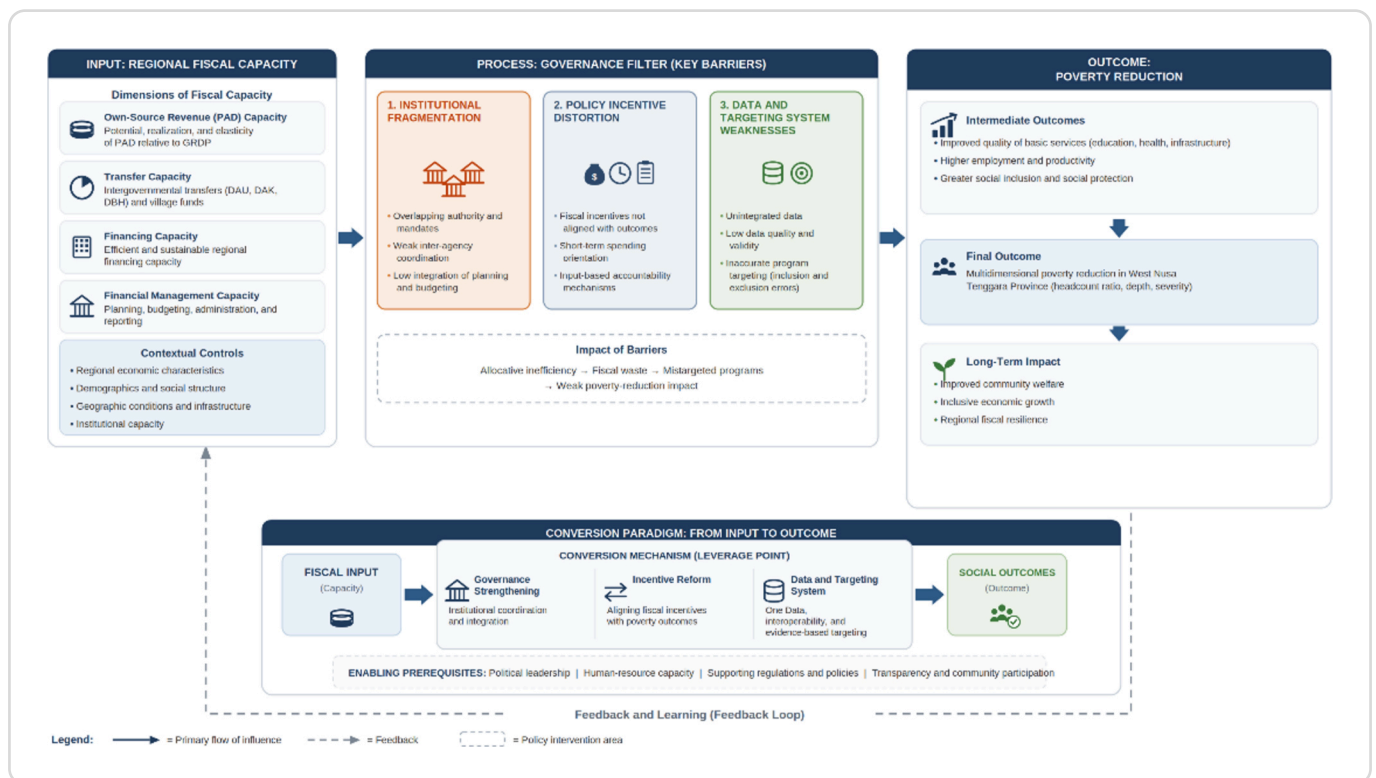 INPUT: REGIONAL FISCAL CAPACITY
Dimensions of Fiscal Capacity
Own-Source Revenue (PAD) Capacity
Potential, realization, and elasticity
of PAD relative to GRDP
Transfer Capacity
Intergovernmental transfers (DAU, DAK,
DBH) and village funds
Financing Capacity
Efficient and sustainable regional
financing capacity
Financial Management Capacity
Planning, budgeting, administration, and
reporting
Contextual Controls
• Regional economic characteristics
• Demographics and social structure
• Geographic conditions and infrastructure
• Institutional capacity
PROCESS: GOVERNANCE FILTER (KEY BARRIERS)
1. INSTITUTIONAL
FRAGMENTATION
• Overlapping authority and
mandates
• Weak inter-agency
coordination
• Low integration of planning
and budgeting
2. POLICY INCENTIVE
DISTORTION
$
• Fiscal incentives not
aligned with outcomes
• Short-term spending
orientation
• Input-based accountability
mechanisms
3. DATA AND
TARGETING SYSTEM
WEAKNESSES
• Unintegrated data
• Low data quality and
validity
• Inaccurate program
targeting (inclusion and
exclusion errors)
Impact of Barriers
Allocative inefficiency → Fiscal waste → Mistargeted programs
→ Weak poverty-reduction impact
OUTCOME:
POVERTY REDUCTION
Intermediate Outcomes
• Improved quality of basic services (education, health, infrastructure)
• Higher employment and productivity
• Greater social inclusion and social protection
Final Outcome
Multidimensional poverty reduction in West Nusa
Tenggara Province (headcount ratio, depth, severity)
Long-Term Impact
• Improved community welfare
• Inclusive economic growth
• Regional fiscal resilience
CONVERSION PARADIGM: FROM INPUT TO OUTCOME
FISCAL INPUT
(Capacity)
CONVERSION MECHANISM (LEVERAGE POINT)
Governance
Strengthening
Institutional coordination
and integration
Incentive Reform
Aligning fiscal incentives
with poverty outcomes
Data and Targeting
System
One Data,
interoperability, and
evidence-based targeting
SOCIAL OUTCOMES
(Outcome)
ENABLING PREREQUISITES: Political leadership | Human-resource capacity | Supporting regulations and policies | Transparency and community participation
Feedback and Learning (Feedback Loop)
Legend: = Primary flow of influence = Feedback = Policy intervention area